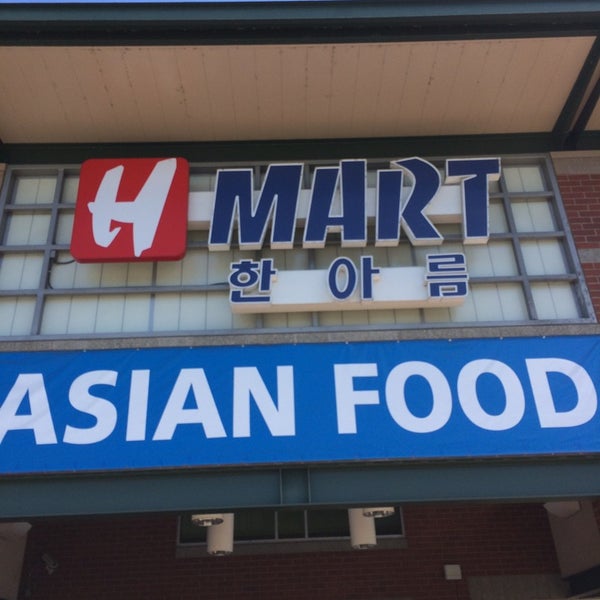 H MART
한아름
ASIAN FOOD